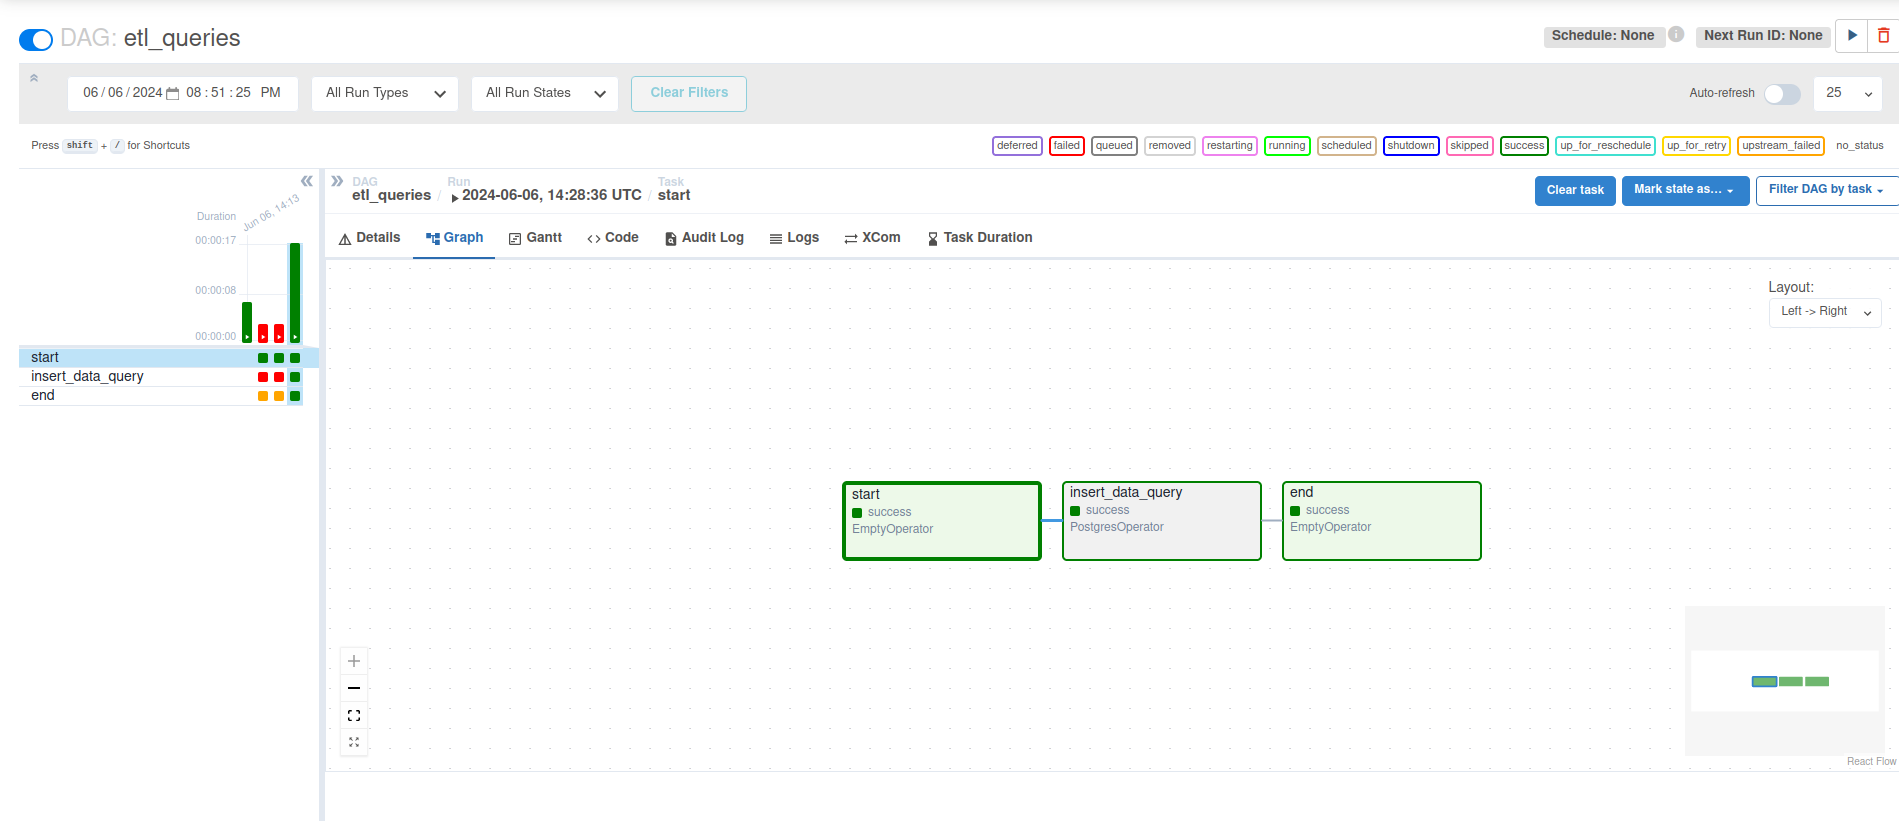 DAG: etl_queries
Schedule: None
Next Run ID: None
06 / 06 / 2024 08 : 51 : 25 PM
All Run Types
All Run States
Clear Filters
Auto-refresh
25
Press shift + / for Shortcuts
deferred failed queued removed restarting running scheduled shutdown skipped success up_for_reschedule up_for_retry upstream_failed no_status
Duration
Jun 06, 14:13
00:00:17
00:00:08
00:00:00
start
insert_data_query
end
DAG
etl_queries /
Run
2024-06-06, 14:28:36 UTC /
Task
start
Clear task
Mark state as...
Filter DAG by task
Details
Graph
Gantt
Code
Audit Log
Logs
XCom
Task Duration
Layout:
Left -> Right
start
success
EmptyOperator
insert_data_query
success
PostgresOperator
end
success
EmptyOperator
React Flow